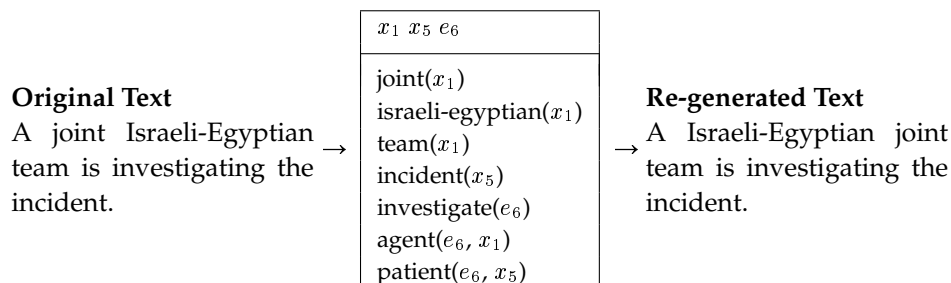 Original Text
A joint Israeli-Egyptian
team is investigating the
incident.
→
x₁ x₅ e₆
joint(x₁)
israeli-egyptian(x₁)
team(x₁)
incident(x₅)
investigate(e₆)
agent(e₆, x₁)
patient(e₆, x₅)
→
Re-generated Text
A Israeli-Egyptian joint
team is investigating the
incident.